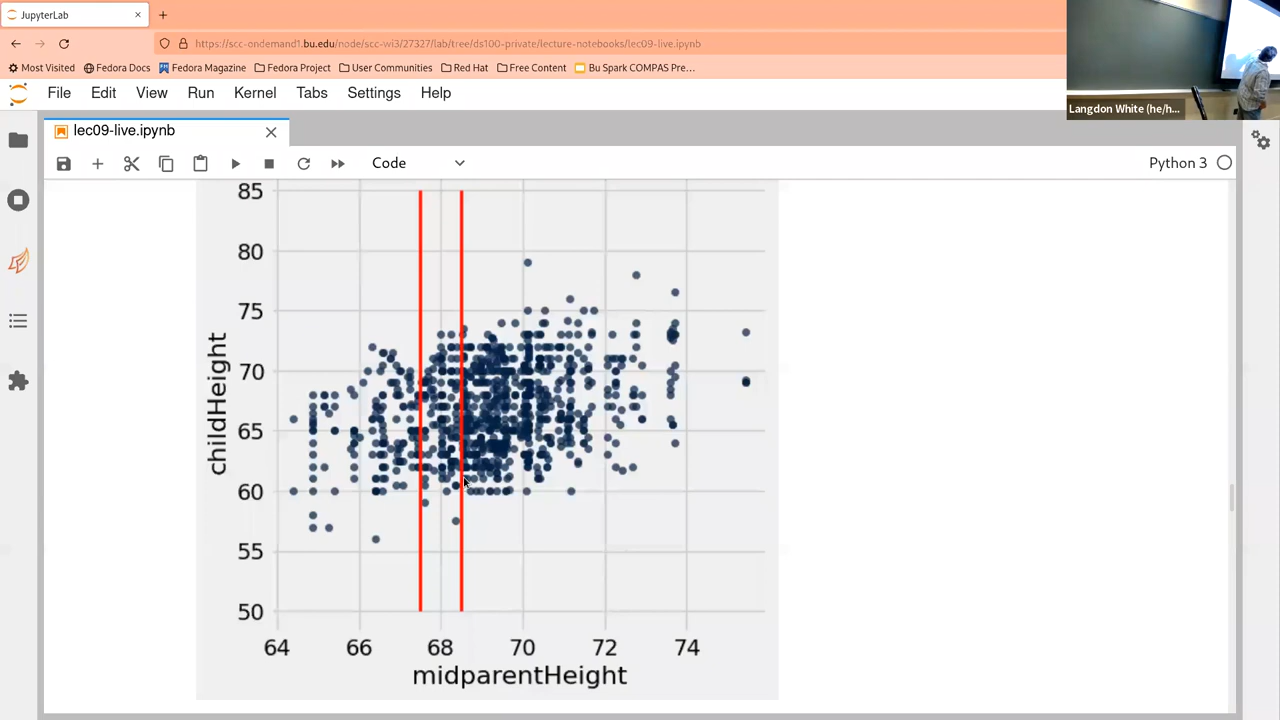 JupyterLab
https://scc-ondemand1.bu.edu/node/scc-wi3/27327/lab/tree/ds100-private/lecture-notebooks/lec09-live.ipynb
Most Visited Fedora Docs Fedora Magazine Fedora Project User Communities Red Hat Free Content Bu Spark COMPAS Pre…
Langdon White (he/h...
File Edit View Run Kernel Tabs Settings Help
lec09-live.ipynb
Code Python 3
85
80
75
70
65
60
55
50
childHeight
64 66 68 70 72 74
midparentHeight